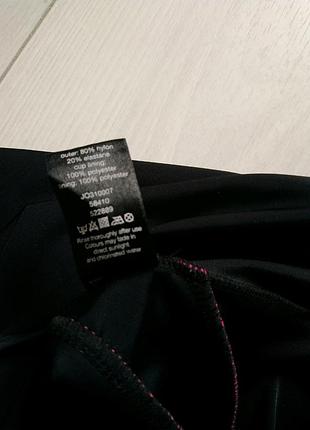 outer: 80% nylon
20% elastane
cup lining:
100% polyester
lining: 100% polyester
JO310007
58410
522889
Rinse thoroughly after use
Colours may fade in
direct sunlight
and chlorinated water